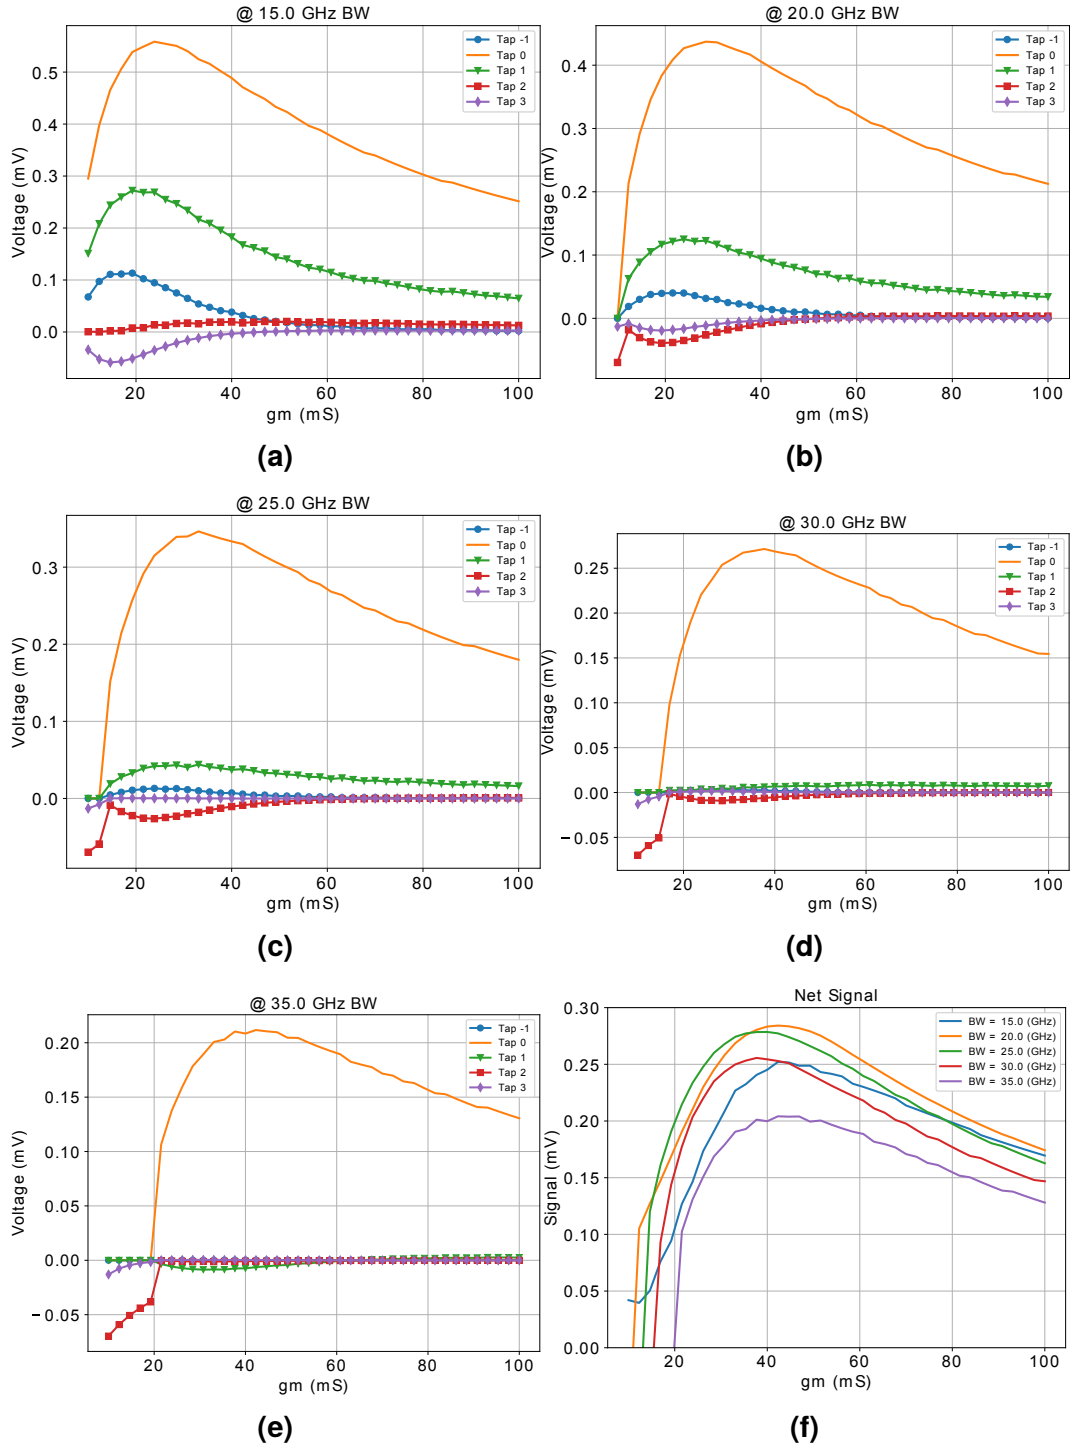 @ 15.0 GHz BW
Tap -1
Tap 0
Tap 1
Tap 2
Tap 3
Voltage (mV)
0.5
0.4
0.3
0.2
0.1
0.0
20 40 60 80 100
gm (mS)
(a)
@ 20.0 GHz BW
Tap -1
Tap 0
Tap 1
Tap 2
Tap 3
Voltage (mV)
0.4
0.3
0.2
0.1
0.0
20 40 60 80 100
gm (mS)
(b)
@ 25.0 GHz BW
Tap -1
Tap 0
Tap 1
Tap 2
Tap 3
Voltage (mV)
0.3
0.2
0.1
0.0
20 40 60 80 100
gm (mS)
(c)
@ 30.0 GHz BW
Tap -1
Tap 0
Tap 1
Tap 2
Tap 3
Voltage (mV)
0.25
0.20
0.15
0.10
0.05
0.00
−0.05
20 40 60 80 100
gm (mS)
(d)
@ 35.0 GHz BW
Tap -1
Tap 0
Tap 1
Tap 2
Tap 3
Voltage (mV)
0.20
0.15
0.10
0.05
0.00
−0.05
20 40 60 80 100
gm (mS)
(e)
Net Signal
BW = 15.0 (GHz)
BW = 20.0 (GHz)
BW = 25.0 (GHz)
BW = 30.0 (GHz)
BW = 35.0 (GHz)
Signal (mV)
0.30
0.25
0.20
0.15
0.10
0.05
0.00
20 40 60 80 100
gm (mS)
(f)